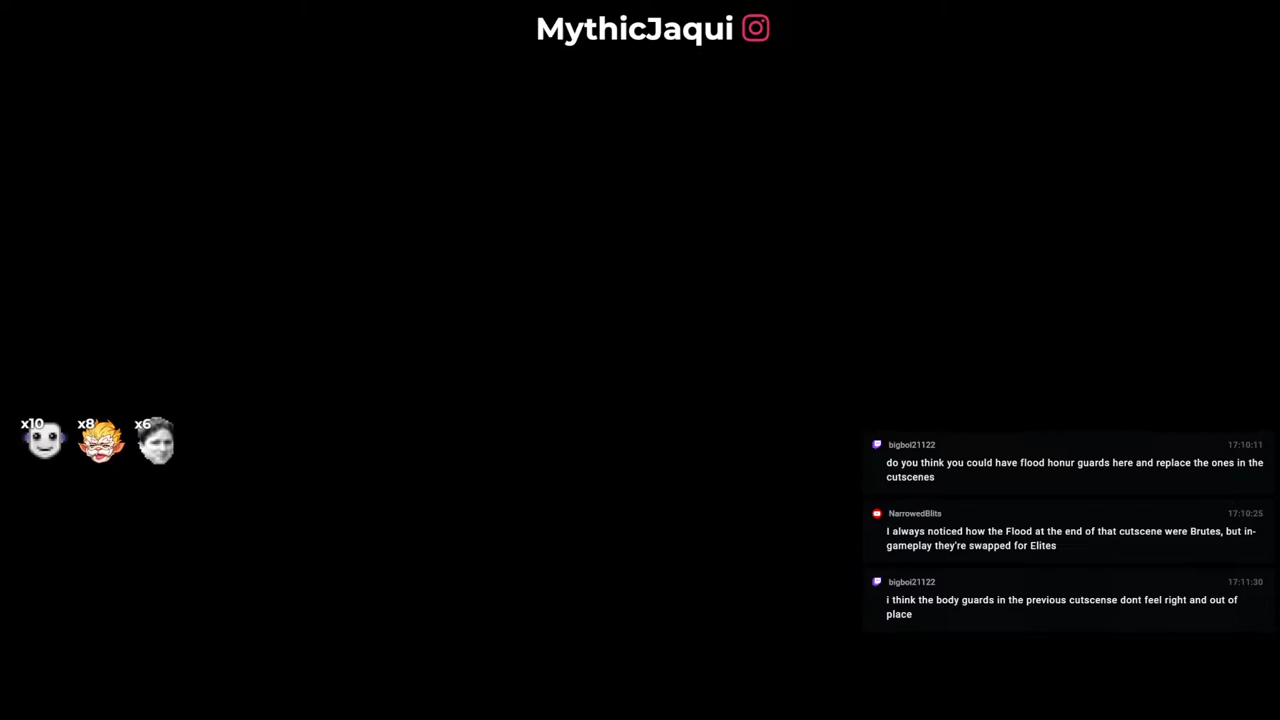 MythicJaqui
x10 x8 x6
bigboi21122 17:10:11
do you think you could have flood honur guards here and replace the ones in the
cutscenes
NarrowedBlits 17:10:25
I always noticed how the Flood at the end of that cutscene were Brutes, but in-
gameplay they're swapped for Elites
bigboi21122 17:11:30
i think the body guards in the previous cutscense dont feel right and out of
place